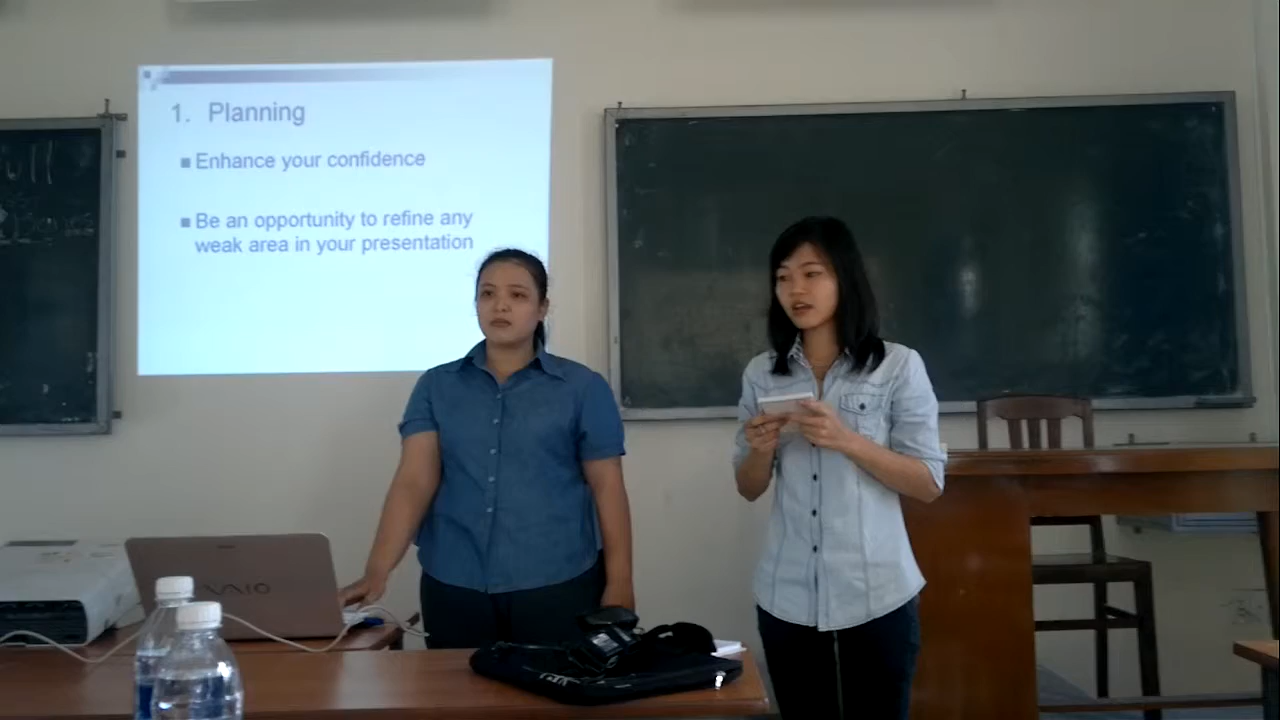 1. Planning
Enhance your confidence
Be an opportunity to refine any
weak area in your presentation
VAIO